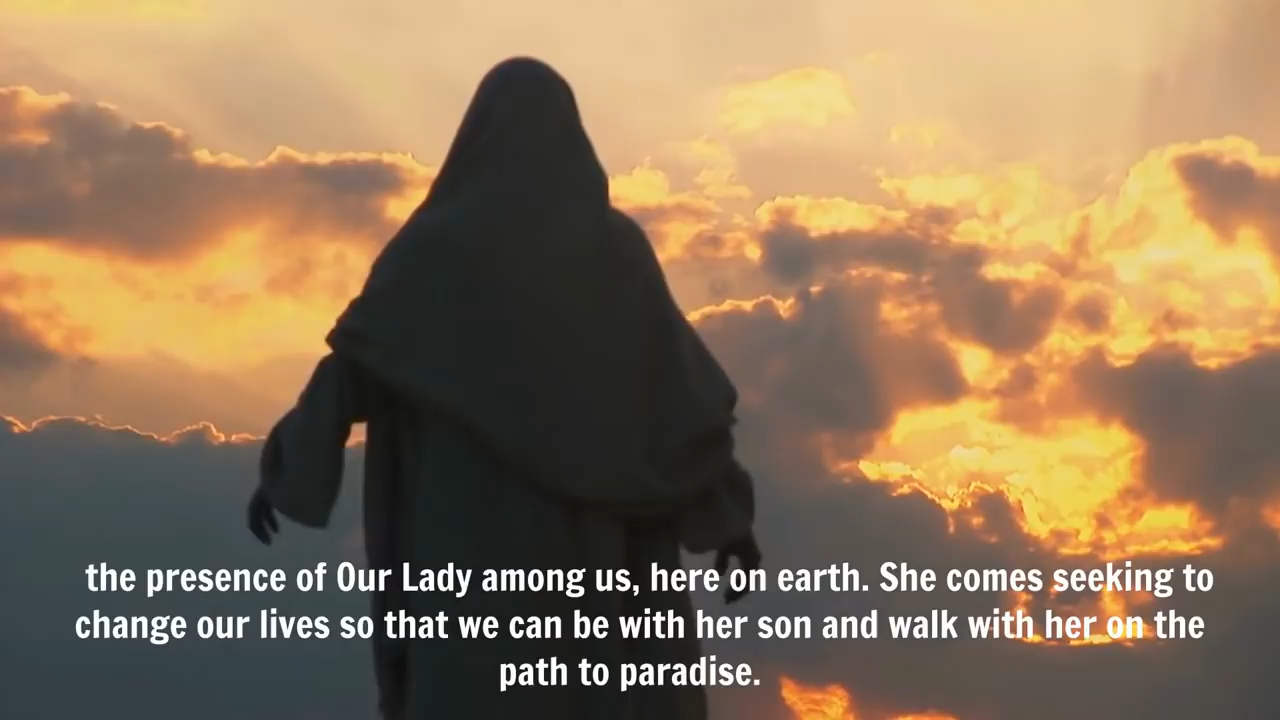 the presence of Our Lady among us, here on earth. She comes seeking to
change our lives so that we can be with her son and walk with her on the
path to paradise.